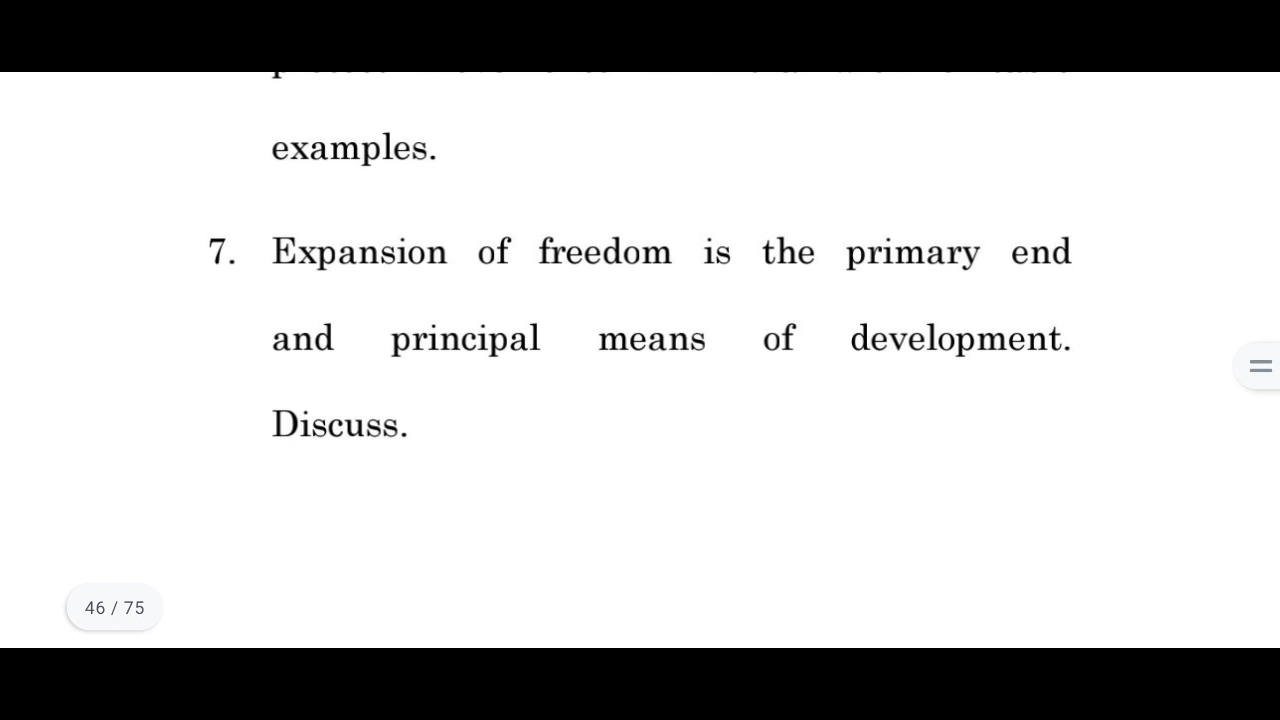 examples.
7. Expansion of freedom is the primary end
and principal means of development.
Discuss.
46 / 75